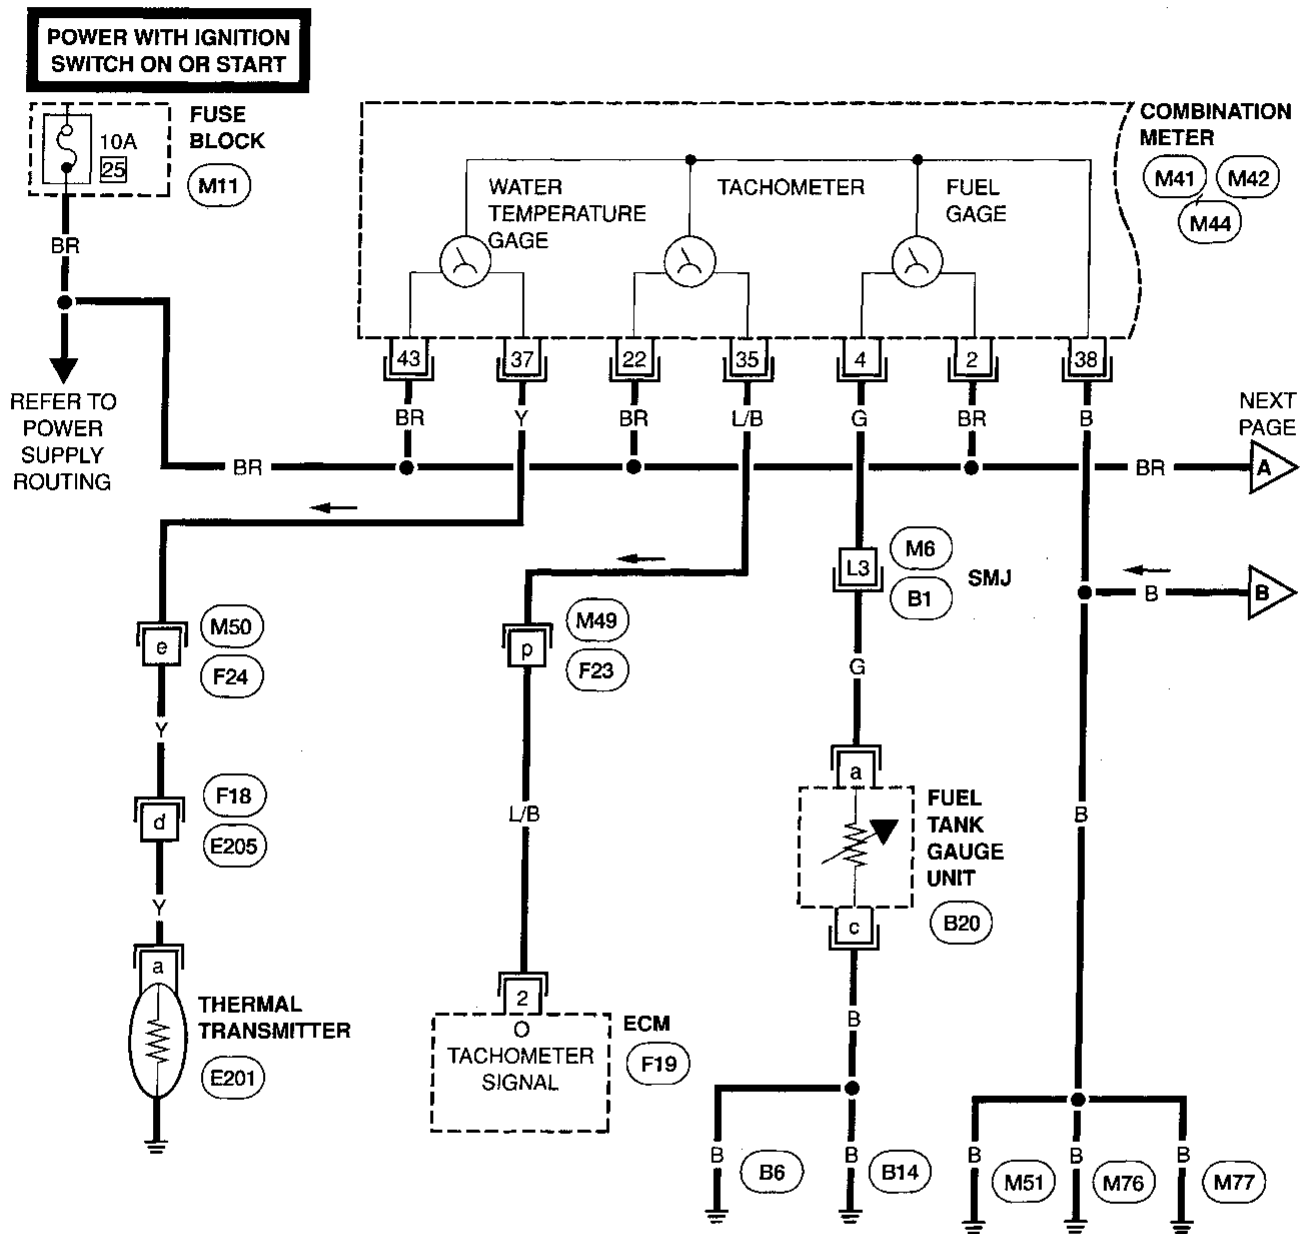 POWER WITH IGNITION
SWITCH ON OR START
FUSE
BLOCK
10A
25
M11
BR
REFER TO
POWER
SUPPLY
ROUTING
COMBINATION
METER
M41
M42
M44
WATER
TEMPERATURE
GAGE
TACHOMETER
FUEL
GAGE
43
37
22
35
4
2
38
BR
Y
BR
L/B
G
BR
B
NEXT
PAGE
BR
BR
A
M6
L3
SMJ
B1
B
B
M50
e
F24
M49
p
F23
G
Y
F18
d
E205
a
FUEL
TANK
GAUGE
UNIT
L/B
B
Y
c
B20
a
THERMAL
TRANSMITTER
E201
2
O
TACHOMETER
SIGNAL
ECM
F19
B
B
B6
B
B14
B
M51
B
M76
B
M77